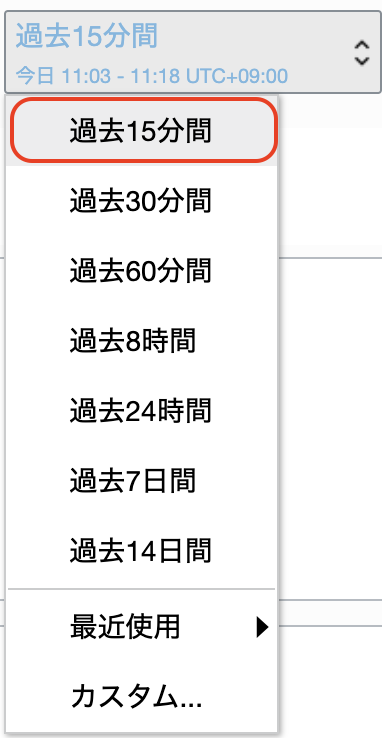 過去15分間
今日 11:03 - 11:18 UTC+09:00
過去15分間
過去30分間
過去60分間
過去8時間
過去24時間
過去7日間
過去14日間
最近使用
カスタム...